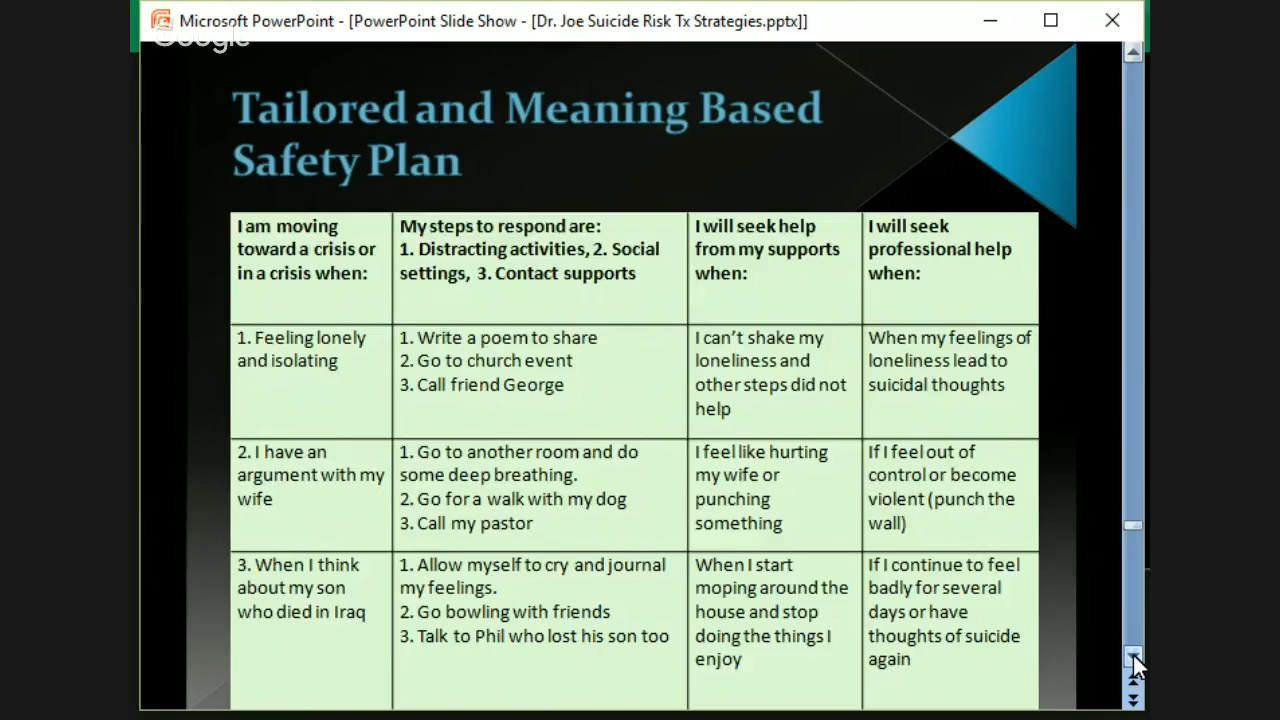 Microsoft PowerPoint - [PowerPoint Slide Show - [Dr. Joe Suicide Risk Tx Strategies.pptx]]
Google
Tailored and Meaning Based
Safety Plan
I am moving
toward a crisis or
in a crisis when:
My steps to respond are:
1. Distracting activities, 2. Social
settings, 3. Contact supports
I will seek help
from my supports
when:
I will seek
professional help
when:
1. Feeling lonely
and isolating
1. Write a poem to share
2. Go to church event
3. Call friend George
I can't shake my
loneliness and
other steps did not
help
When my feelings of
loneliness lead to
suicidal thoughts
2. I have an
argument with my
wife
1. Go to another room and do
some deep breathing.
2. Go for a walk with my dog
3. Call my pastor
I feel like hurting
my wife or
punching
something
If I feel out of
control or become
violent (punch the
wall)
3. When I think
about my son
who died in Iraq
1. Allow myself to cry and journal
my feelings.
2. Go bowling with friends
3. Talk to Phil who lost his son too
When I start
moping around the
house and stop
doing the things I
enjoy
If I continue to feel
badly for several
days or have
thoughts of suicide
again